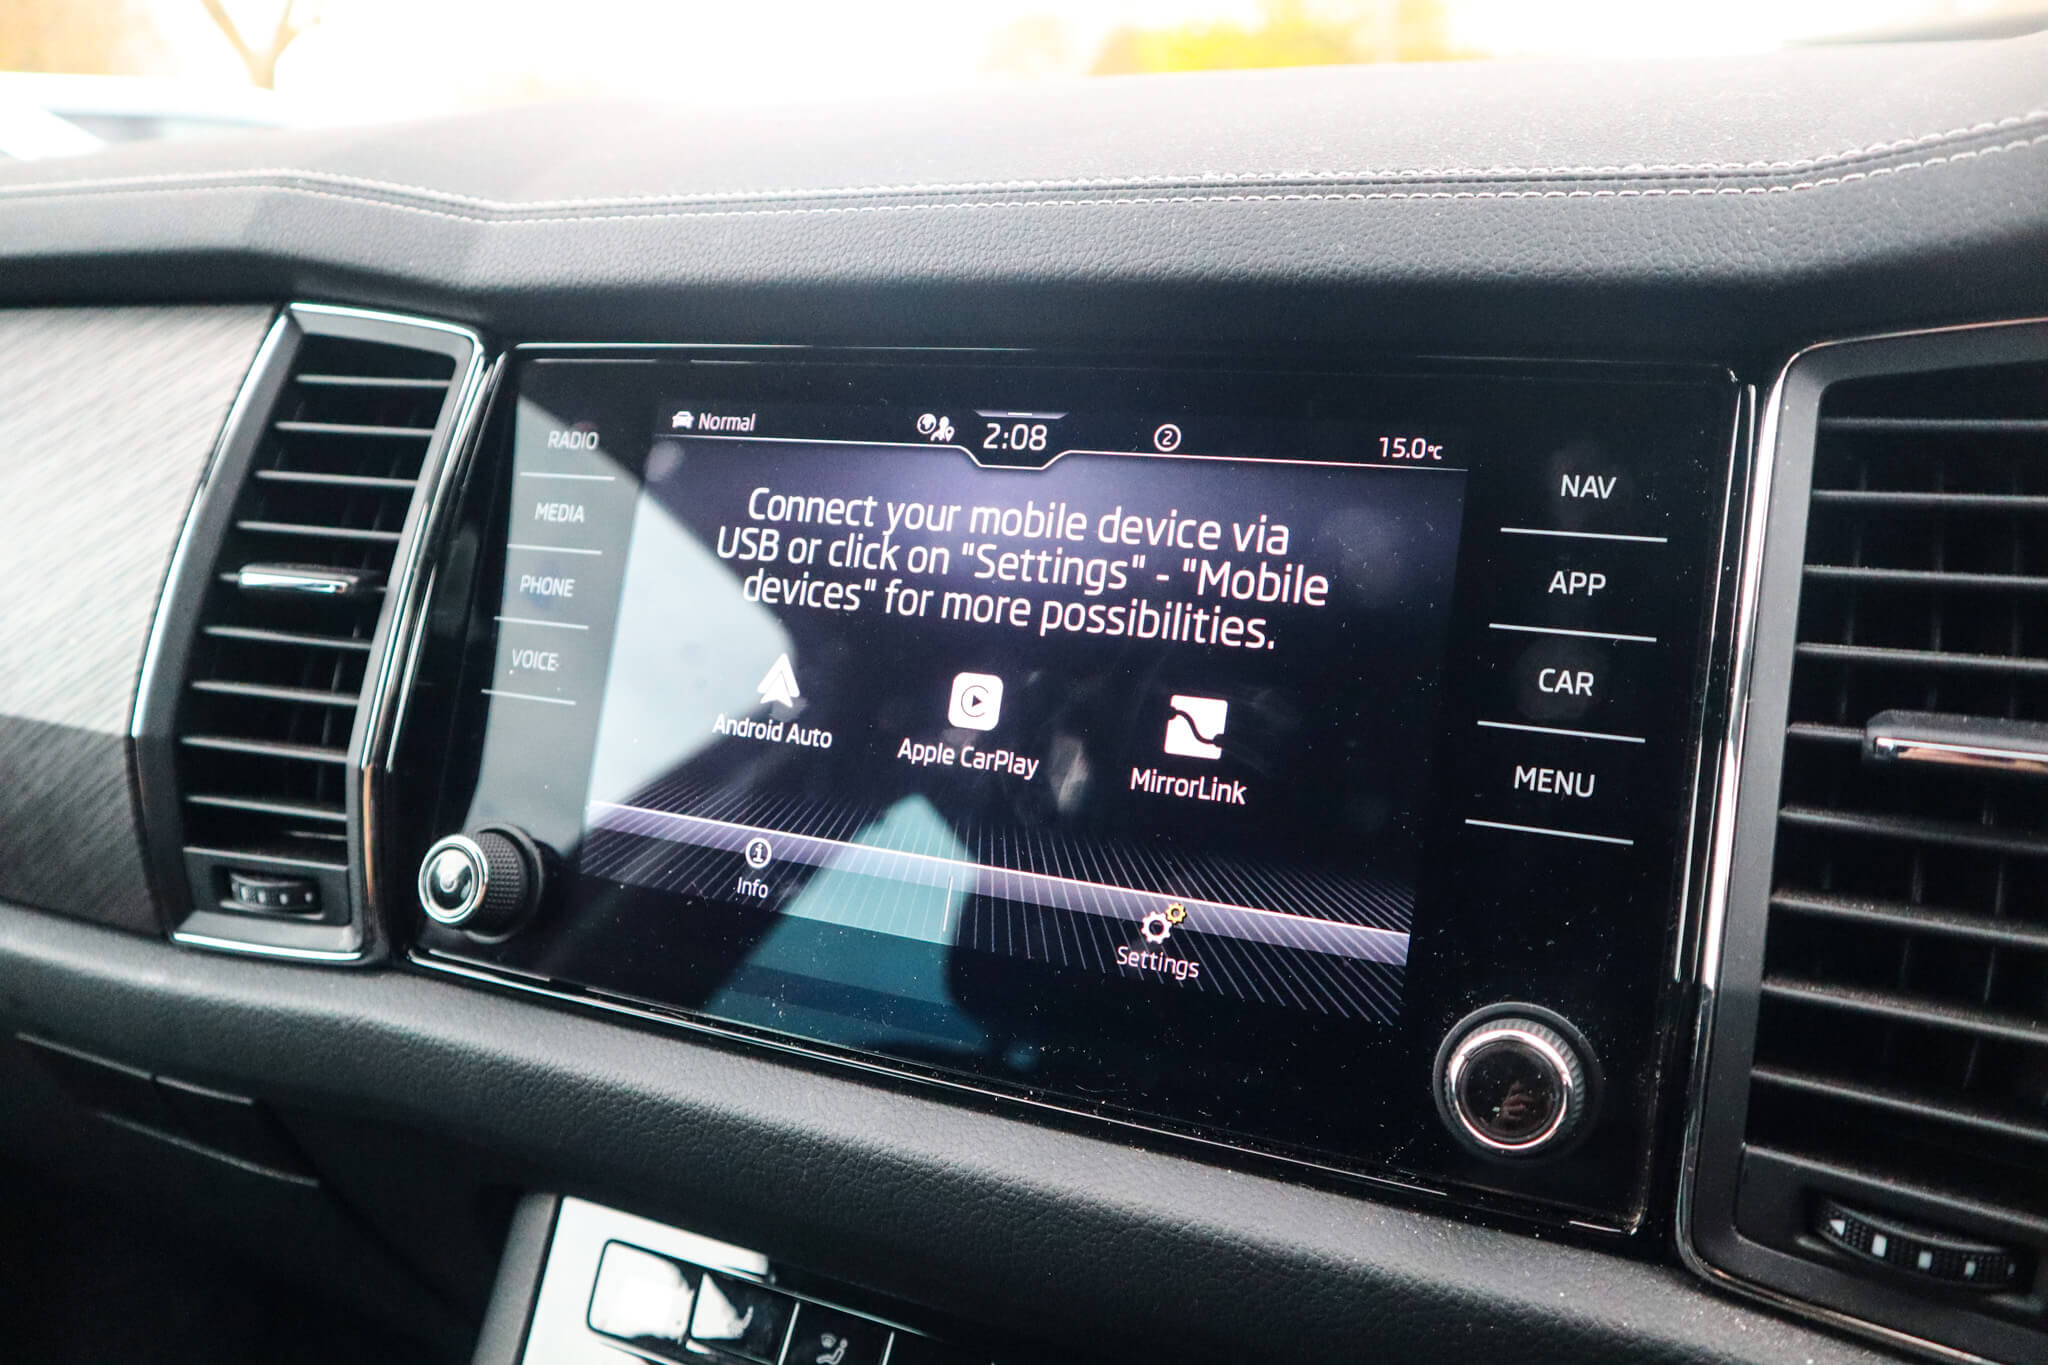 Normal
2:08
2
15.0°C
RADIO
MEDIA
PHONE
VOICE
Connect your mobile device via
USB or click on "Settings" - "Mobile
devices" for more possibilities.
Android Auto
Apple CarPlay
MirrorLink
Info
Settings
NAV
APP
CAR
MENU